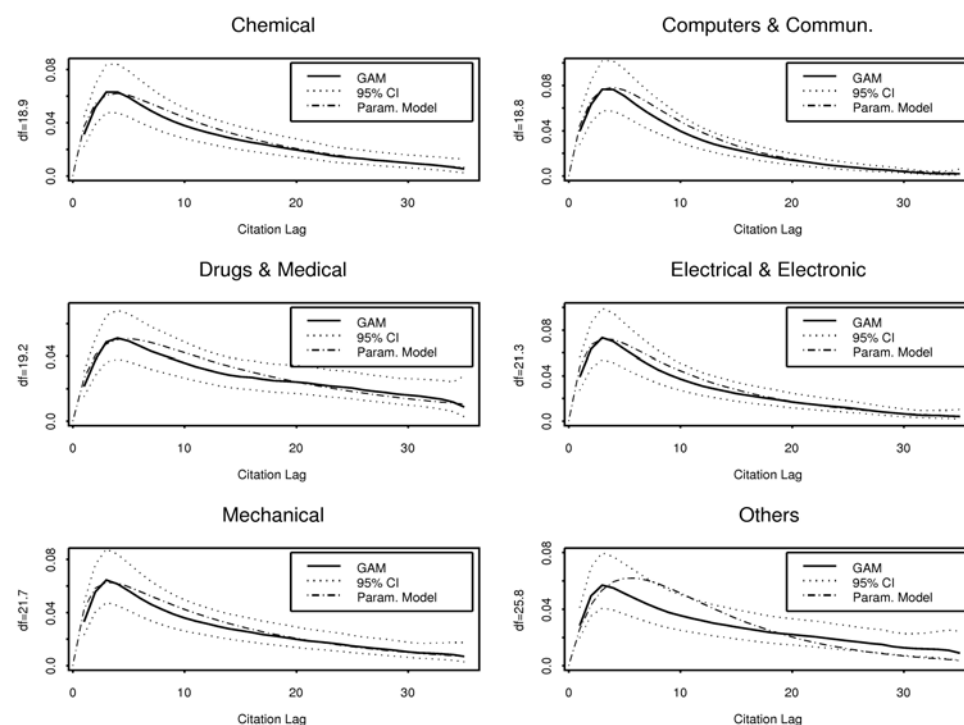 Chemical
df=18.9
0.0
0.04
0.08
GAM
95% CI
Param. Model
0 10 20 30
Citation Lag
Computers & Commun.
df=18.8
0.0
0.04
0.08
GAM
95% CI
Param. Model
0 10 20 30
Citation Lag
Drugs & Medical
df=19.2
0.0
0.04
GAM
95% CI
Param. Model
0 10 20 30
Citation Lag
Electrical & Electronic
df=21.3
0.0
0.04
0.08
GAM
95% CI
Param. Model
0 10 20 30
Citation Lag
Mechanical
df=21.7
0.0
0.04
0.08
GAM
95% CI
Param. Model
0 10 20 30
Citation Lag
Others
df=25.8
0.0
0.04
0.08
GAM
95% CI
Param. Model
0 10 20 30
Citation Lag